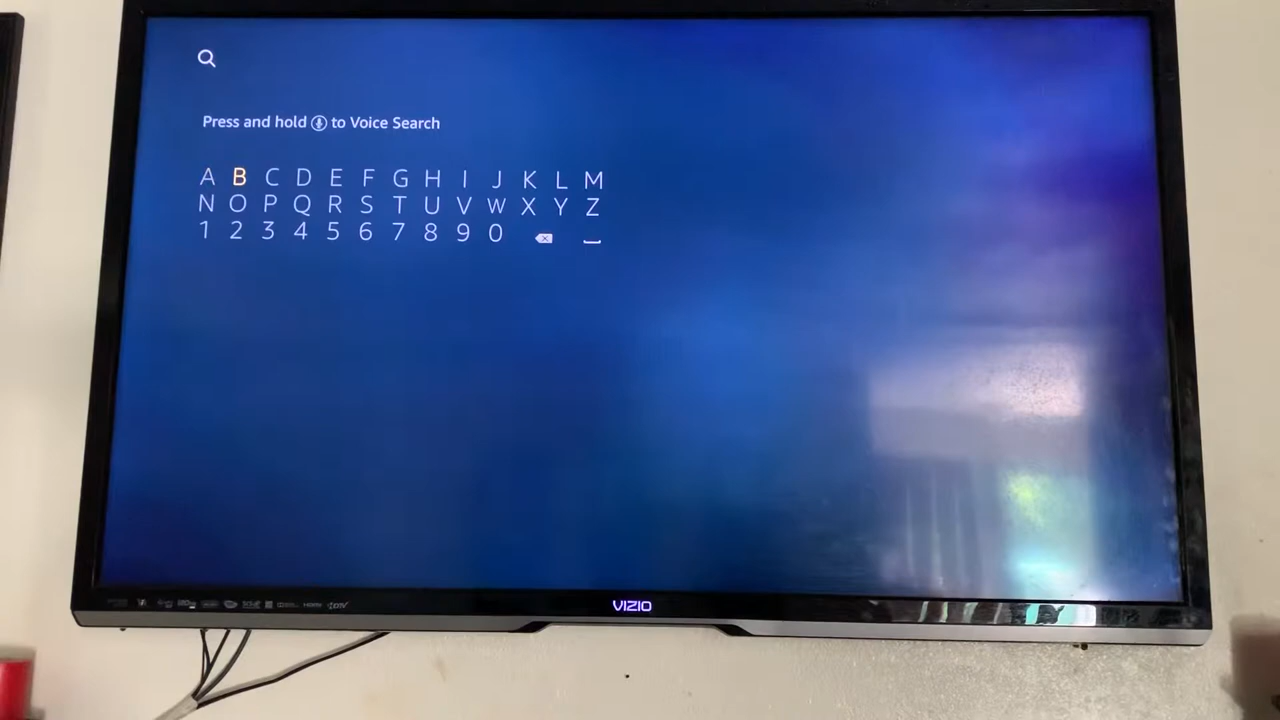 Press and hold to Voice Search
A B C D E F G H I J K L M
N O P Q R S T U V W X Y Z
1 2 3 4 5 6 7 8 9 0
VIZIO